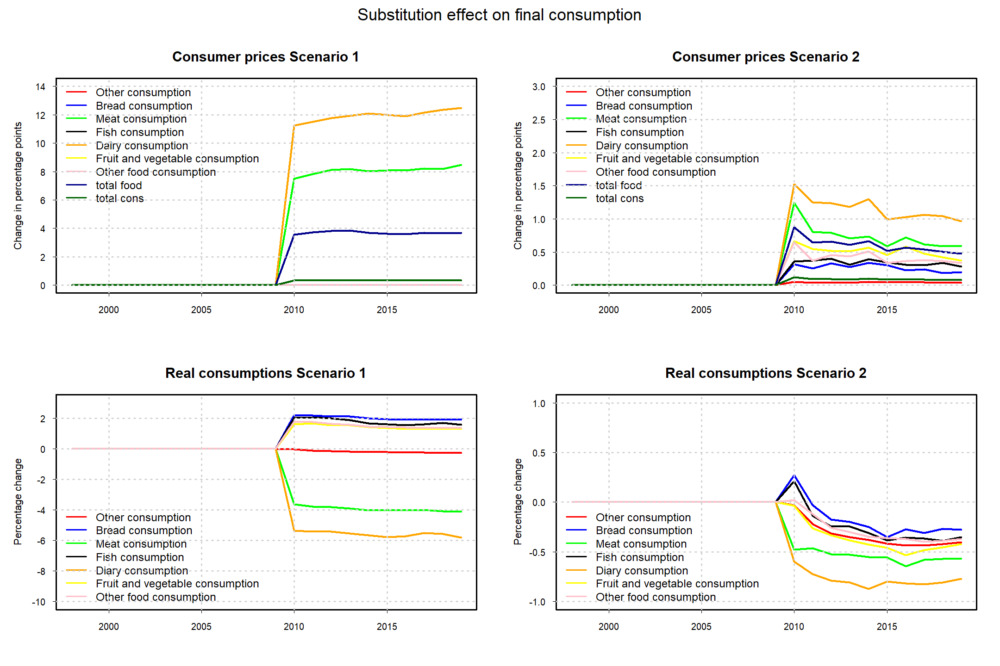 Substitution effect on final consumption
Consumer prices Scenario 1
Change in percentage points
14
12
10
8
6
4
2
0
Other consumption
Bread consumption
Meat consumption
Fish consumption
Dairy consumption
Fruit and vegetable consumption
Other food consumption
total food
total cons
2000
2005
2010
2015
Consumer prices Scenario 2
Change in percentage points
3.0
2.5
2.0
1.5
1.0
0.5
0.0
Other consumption
Bread consumption
Meat consumption
Fish consumption
Dairy consumption
Fruit and vegetable consumption
Other food consumption
total food
total cons
2000
2005
2010
2015
Real consumptions Scenario 1
Percentage change
2
0
-2
-4
-6
-8
-10
Other consumption
Bread consumption
Meat consumption
Fish consumption
Diary consumption
Fruit and vegetable consumption
Other food consumption
2000
2005
2010
2015
Real consumptions Scenario 2
Percentage change
1.0
0.5
0.0
-0.5
-1.0
Other consumption
Bread consumption
Meat consumption
Fish consumption
Diary consumption
Fruit and vegetable consumption
Other food consumption
2000
2005
2010
2015